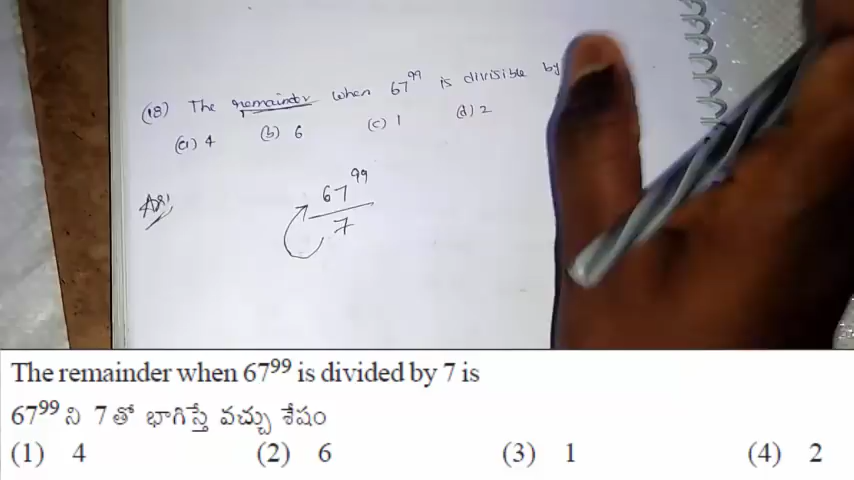 (18) The remaindor when 67^99 is divisible by
(a) 4 (b) 6 (c) 1 (d) 2
Ans
67^99
7
The remainder when 67^99 is divided by 7 is
67^99 ని 7 తో భాగిస్తే వచ్చు శేషం
(1) 4 (2) 6 (3) 1 (4) 2